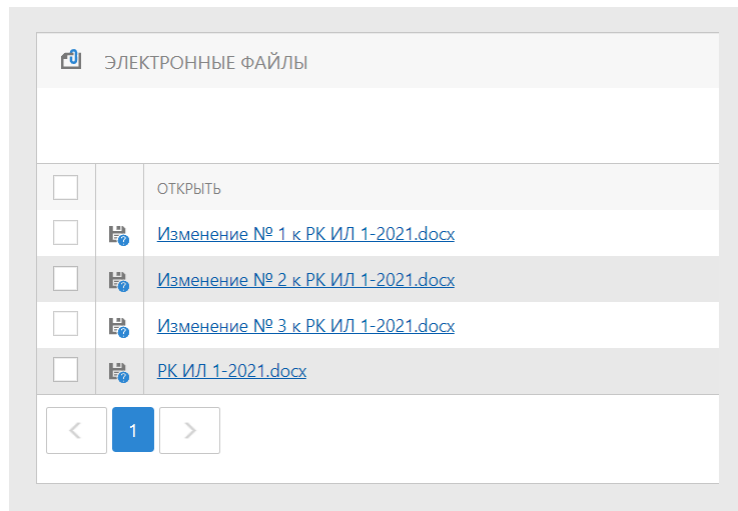 ЭЛЕКТРОННЫЕ ФАЙЛЫ
ОТКРЫТЬ
Изменение № 1 к РК ИЛ 1-2021.docx
Изменение № 2 к РК ИЛ 1-2021.docx
Изменение № 3 к РК ИЛ 1-2021.docx
РК ИЛ 1-2021.docx
1